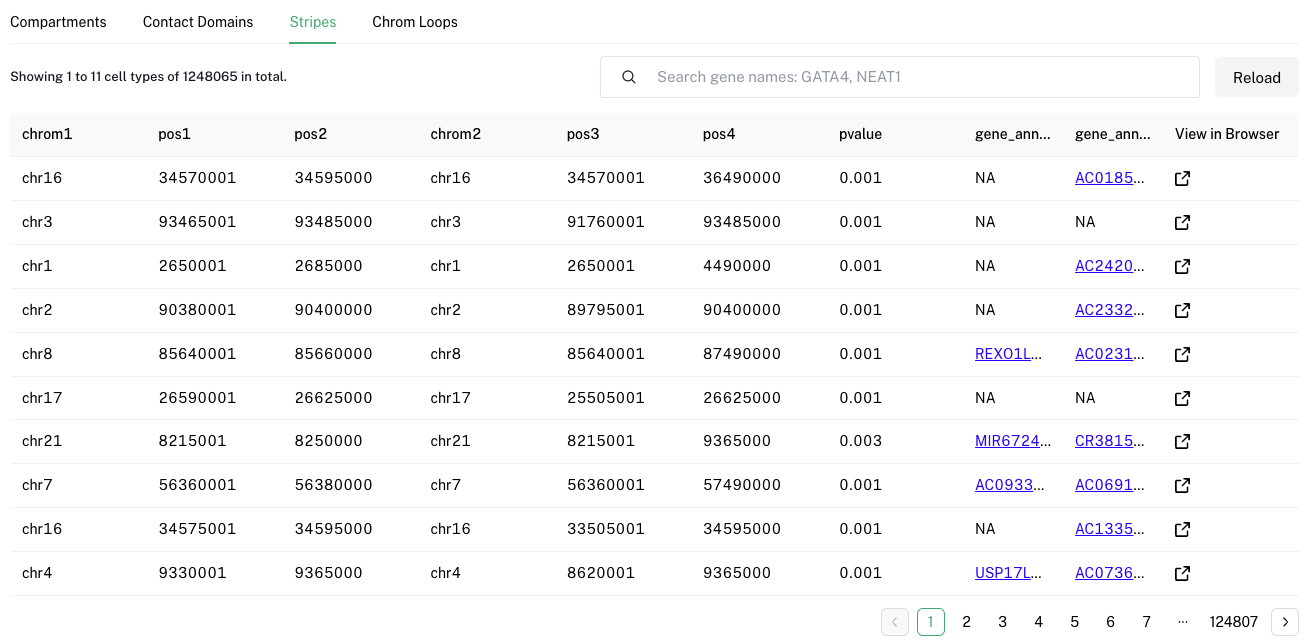 Compartments Contact Domains Stripes Chrom Loops
Showing 1 to 11 cell types of 1248065 in total. Search gene names: GATA4, NEAT1 Reload
chrom1 pos1 pos2 chrom2 pos3 pos4 pvalue gene_ann... gene_ann... View in Browser
chr16 34570001 34595000 chr16 34570001 36490000 0.001 NA AC0185...
chr3 93465001 93485000 chr3 91760001 93485000 0.001 NA NA
chr1 2650001 2685000 chr1 2650001 4490000 0.001 NA AC2420...
chr2 90380001 90400000 chr2 89795001 90400000 0.001 NA AC2332...
chr8 85640001 85660000 chr8 85640001 87490000 0.001 REXO1L... AC0231...
chr17 26590001 26625000 chr17 25505001 26625000 0.001 NA NA
chr21 8215001 8250000 chr21 8215001 9365000 0.003 MIR6724... CR3815...
chr7 56360001 56380000 chr7 56360001 57490000 0.001 AC0933... AC0691...
chr16 34575001 34595000 chr16 33505001 34595000 0.001 NA AC1335...
chr4 9330001 9365000 chr4 8620001 9365000 0.001 USP17L... AC0736...
1 2 3 4 5 6 7 ··· 124807